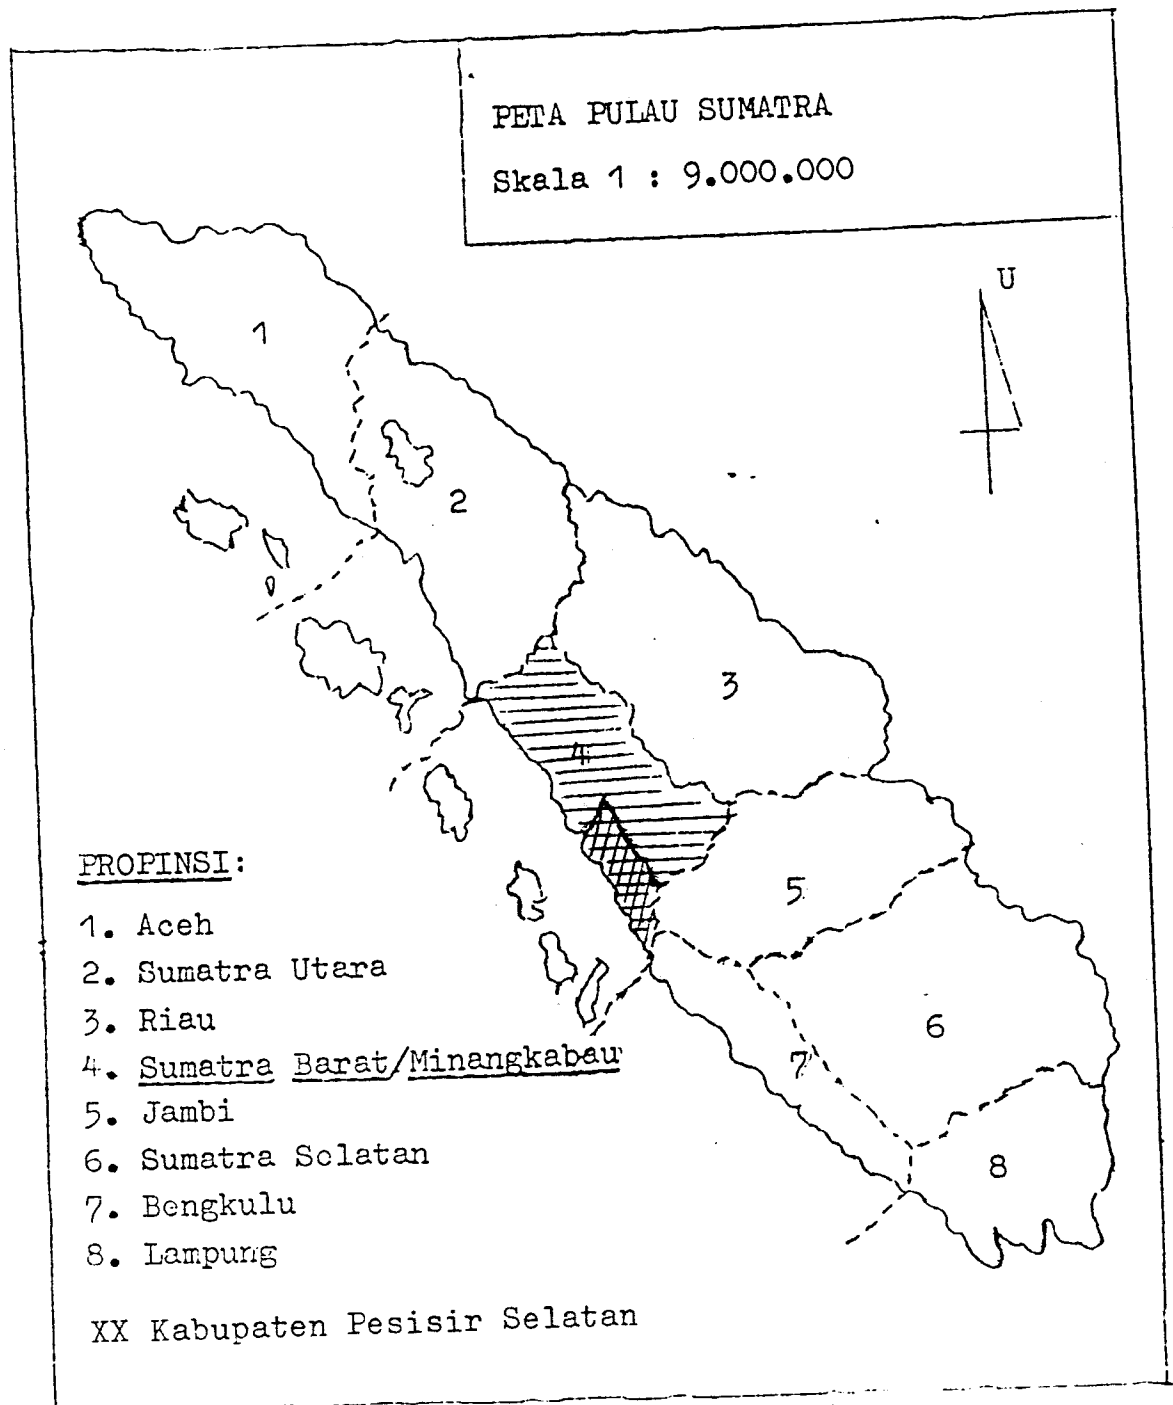 PETA PULAU SUMATRA
Skala 1 : 9.000.000
U
1
2
3
4
5
6
7
8
PROPINSI:
1. Aceh
2. Sumatra Utara
3. Riau
4. Sumatra Barat/Minangkabau
5. Jambi
6. Sumatra Selatan
7. Bengkulu
8. Lampung
XX Kabupaten Pesisir Selatan